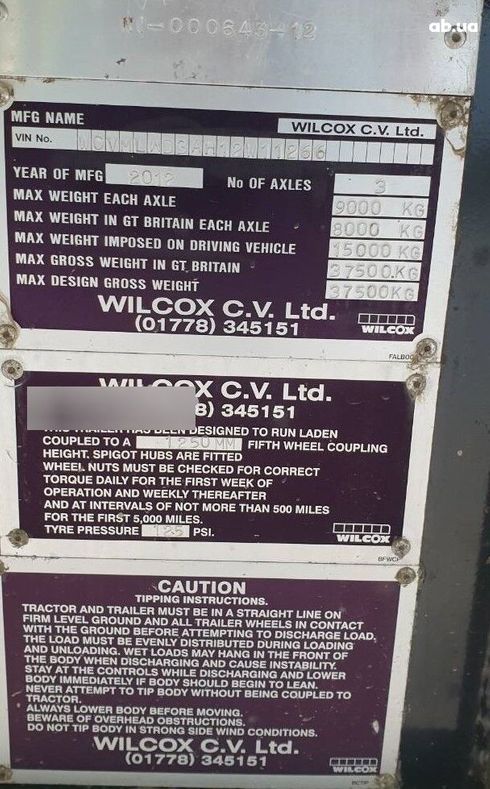 ab.ua
-000643-12
MFG NAME
WILCOX C.V. Ltd.
VIN No.
YEAR OF MFG 2012 No OF AXLES 3
MAX WEIGHT EACH AXLE 9000 KG
MAX WEIGHT IN GT BRITAIN EACH AXLE 8000 KG
MAX WEIGHT IMPOSED ON DRIVING VEHICLE 15000 KG
MAX GROSS WEIGHT IN GT. BRITAIN 37500.KG
MAX DESIGN GROSS WEIGHT 37500KG
WILCOX C.V. Ltd.
(01778) 345151
WILCOX
WILCOX C.V. Ltd.
8) 345151
THIS TRAILER HAS BEEN DESIGNED TO RUN LADEN
COUPLED TO A 1250 MM FIFTH WHEEL COUPLING
HEIGHT. SPIGOT HUBS ARE FITTED
WHEEL NUTS MUST BE CHECKED FOR CORRECT
TORQUE DAILY FOR THE FIRST WEEK OF
OPERATION AND WEEKLY THEREAFTER
AND AT INTERVALS OF NOT MORE THAN 500 MILES
FOR THE FIRST 5,000 MILES.
TYRE PRESSURE 125 PSI.
WILCOX
CAUTION
TIPPING INSTRUCTIONS.
TRACTOR AND TRAILER MUST BE IN A STRAIGHT LINE ON
FIRM LEVEL GROUND AND ALL TRAILER WHEELS IN CONTACT
WITH THE GROUND BEFORE ATTEMPTING TO DISCHARGE LOAD,
THE LOAD MUST BE EVENLY DISTRIBUTED DURING LOADING
AND UNLOADING. WET LOADS MAY HANG IN THE FRONT OF
THE BODY WHEN DISCHARGING AND CAUSE INSTABILITY.
STAY AT THE CONTROLS WHILE DISCHARGING AND LOWER
BODY IMMEDIATELY IF BODY SHOULD BEGIN TO LEAN.
NEVER ATTEMPT TO TIP BODY WITHOUT BEING COUPLED TO
TRACTOR.
ALWAYS LOWER BODY BEFORE MOVING.
BEWARE OF OVERHEAD OBSTRUCTIONS.
DO NOT TIP BODY IN STRONG SIDE WIND CONDITIONS.
WILCOX C.V. Ltd.
(01778) 345151
WILCOX